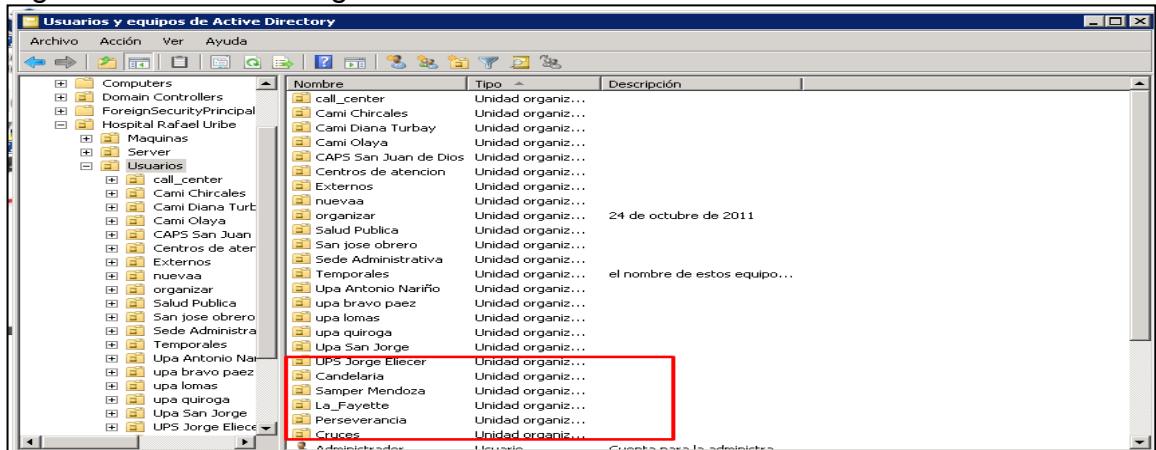 Usuarios y equipos de Active Directory
Archivo Acción Ver Ayuda
Computers
Domain Controllers
ForeignSecurityPrincipal
Hospital Rafael Uribe
Maquinas
Server
Usuarios
call_center
Cami Chircales
Cami Diana Turb
Cami Olaya
CAPS San Juan
Centros de aten
Externos
nuevaa
organizar
Salud Publica
San jose obrero
Sede Administra
Temporales
Upa Antonio Nar
upa bravo paez
upa lomas
upa quiroga
Upa San Jorge
UPS Jorge Eliece
Nombre Tipo Descripción
call_center Unidad organiz...
Cami Chircales Unidad organiz...
Cami Diana Turbay Unidad organiz...
Cami Olaya Unidad organiz...
CAPS San Juan de Dios Unidad organiz...
Centros de atencion Unidad organiz...
Externos Unidad organiz...
nuevaa Unidad organiz...
organizar Unidad organiz... 24 de octubre de 2011
Salud Publica Unidad organiz...
San jose obrero Unidad organiz...
Sede Administrativa Unidad organiz...
Temporales Unidad organiz... el nombre de estos equipo...
Upa Antonio Nariño Unidad organiz...
upa bravo paez Unidad organiz...
upa lomas Unidad organiz...
upa quiroga Unidad organiz...
Upa San Jorge Unidad organiz...
UPS Jorge Eliecer Unidad organiz...
Candelaria Unidad organiz...
Samper Mendoza Unidad organiz...
La_Fayette Unidad organiz...
Perseverancia Unidad organiz...
Cruces Unidad organiz...
Administrador Usuario Cuenta para la administra...